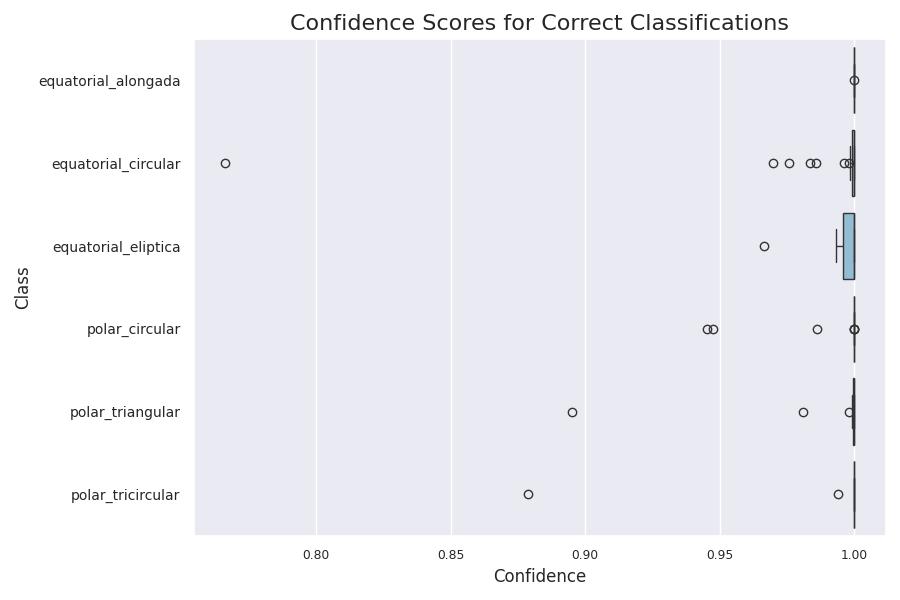 Confidence Scores for Correct Classifications
equatorial_alongada
equatorial_circular
equatorial_eliptica
polar_circular
polar_triangular
polar_tricircular
Class
0.80 0.85 0.90 0.95 1.00
Confidence